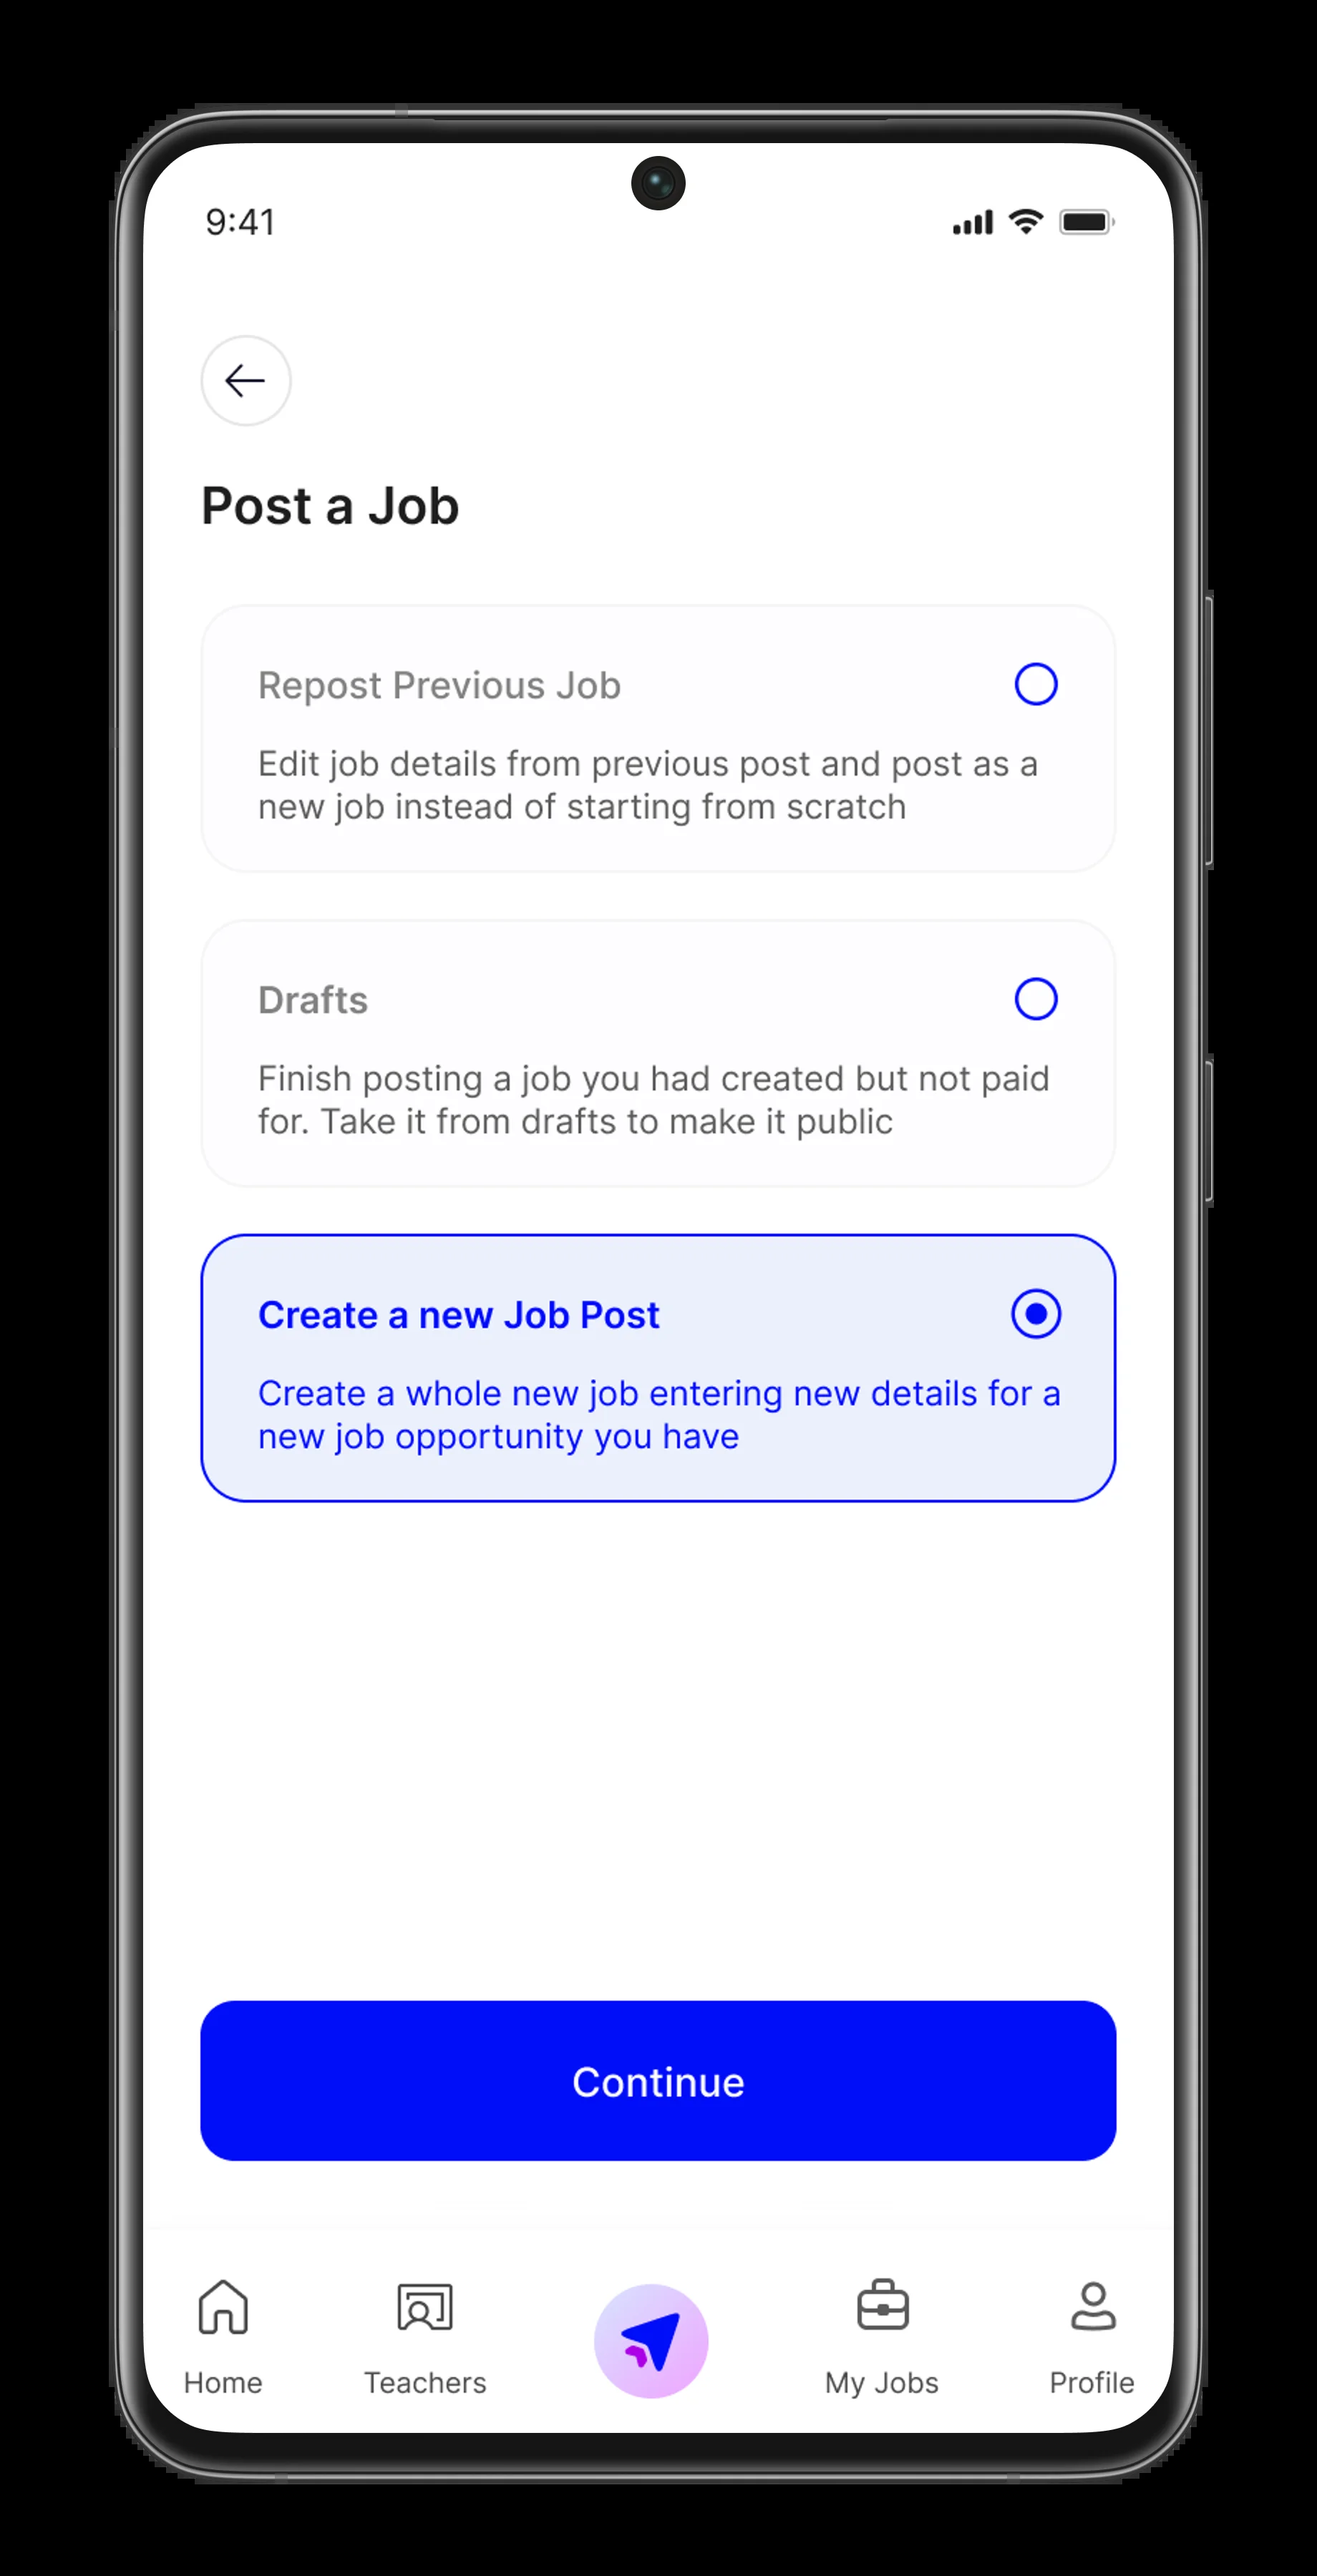 9:41
Post a Job
Repost Previous Job
Edit job details from previous post and post as a
new job instead of starting from scratch
Drafts
Finish posting a job you had created but not paid
for. Take it from drafts to make it public
Create a new Job Post
Create a whole new job entering new details for a
new job opportunity you have
Continue
Home
Teachers
My Jobs
Profile